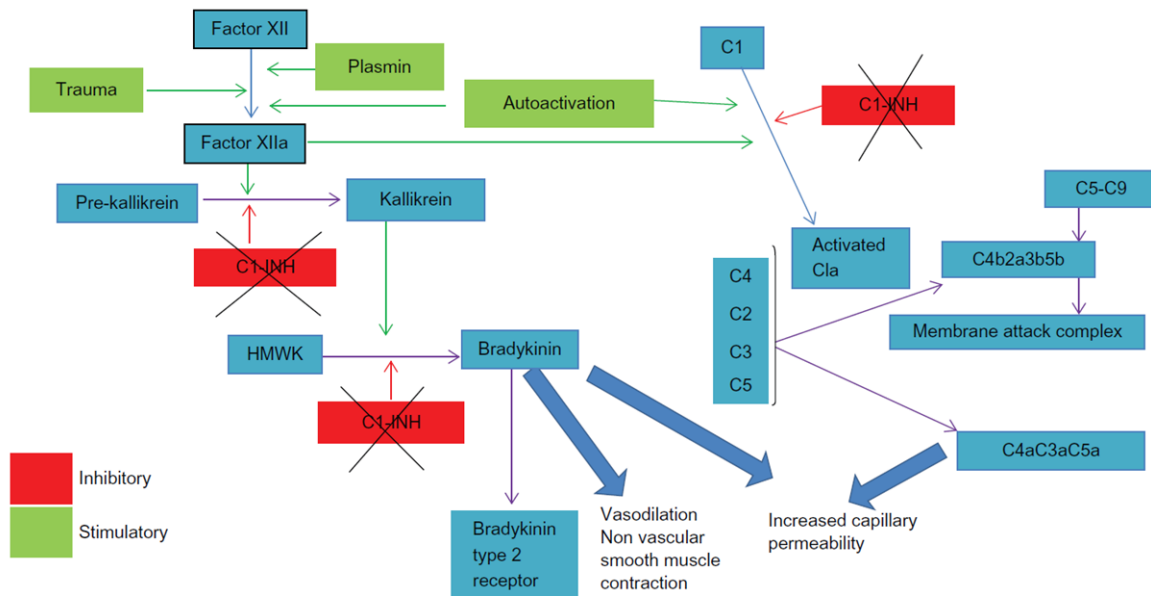 Factor XII
C1
Plasmin
Trauma
Autoactivation
C1-INH
Factor XIIa
Pre-kallikrein
Kallikrein
C5-C9
C1-INH
Activated
Cla
C4b2a3b5b
C4
C2
C3
C5
HMWK
Bradykinin
Membrane attack complex
C1-INH
C4aC3aC5a
Inhibitory
Stimulatory
Bradykinin
type 2
receptor
Vasodilation
Non vascular
smooth muscle
contraction
Increased capillary
permeability